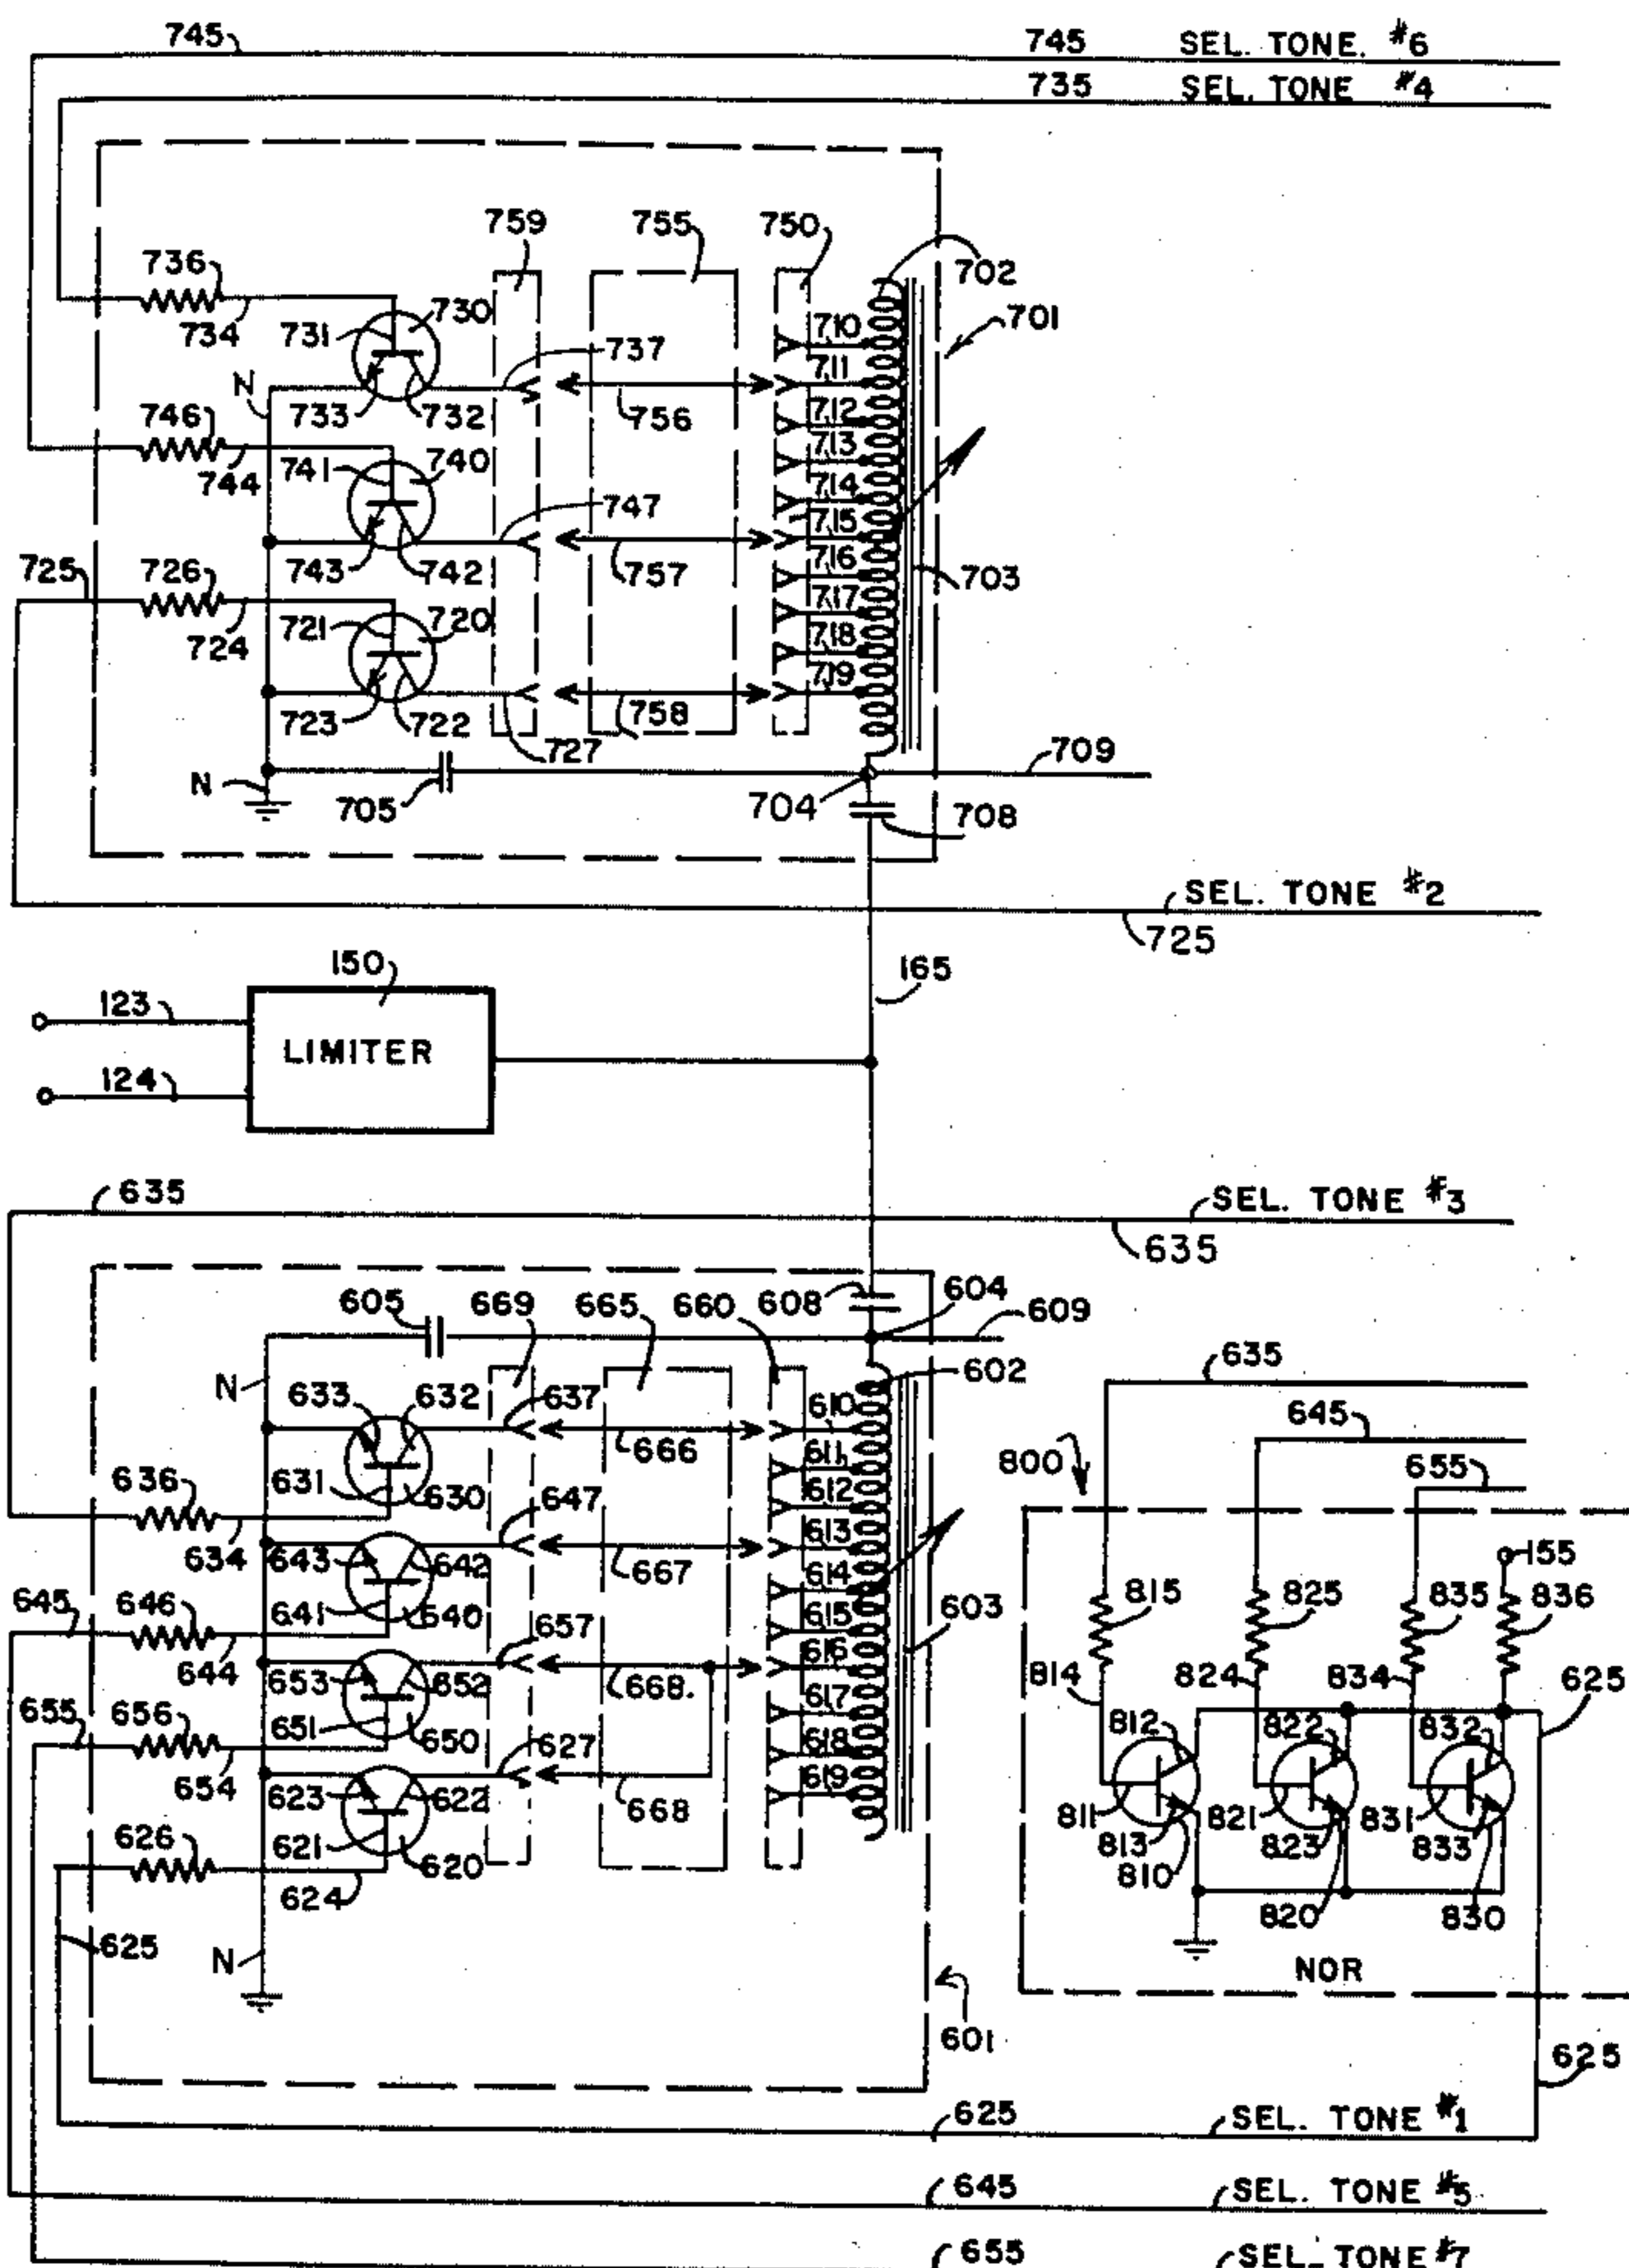 745 745 SEL. TONE. #6
735 SEL. TONE #4
759 755 750
736 702
734 731 730 737 710 701
N 733 732 756 711
712
746 713
744 741 740 747 714
715
725 726 743 742 757 716 703
724 721 720 717
718
719
723 722 727 758
N 705 704 709
708
SEL. TONE #2
725
150 165
123
LIMITER
124
635 SEL. TONE #3
635
605 669 665 660 608 604
609
N 633 632 637 602 635
610
631 630 666 611 645
636 647 612 800 655
634 643 642 613
667 614 155
645 646 641 640 657 615 603 815 825 835 836
644 616
653 652 668. 617 814 824 834 625
655 656 651 650 627 618 812 822 832
654 619
623 622 668 811 821 831
626 621 620 813 823 833
624 810
625 820 830
N NOR
601
625
625 SEL. TONE #1
645 SEL. TONE #5
655 SEL. TONE #7